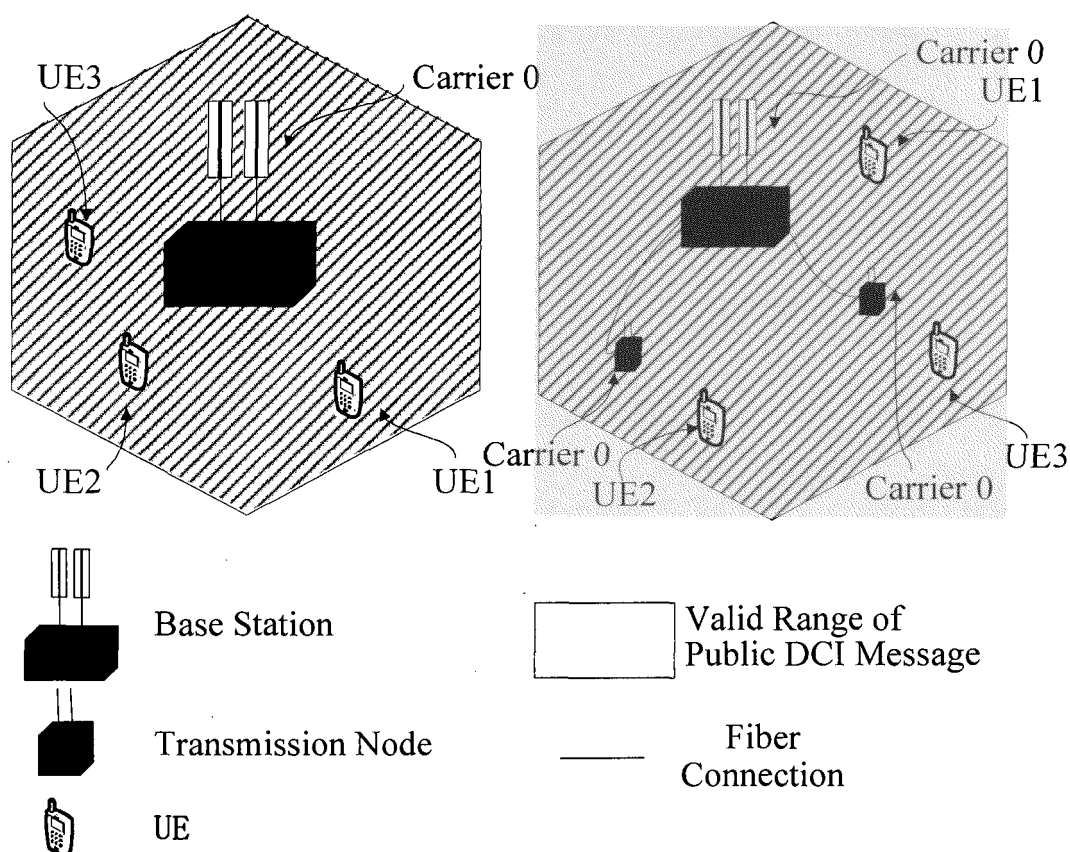 UE3
Carrier 0
UE2
UE1
Carrier 0
UE1
Carrier 0
UE2
Carrier 0
UE3
Base Station
Valid Range of
Public DCI Message
Transmission Node
Fiber
Connection
UE